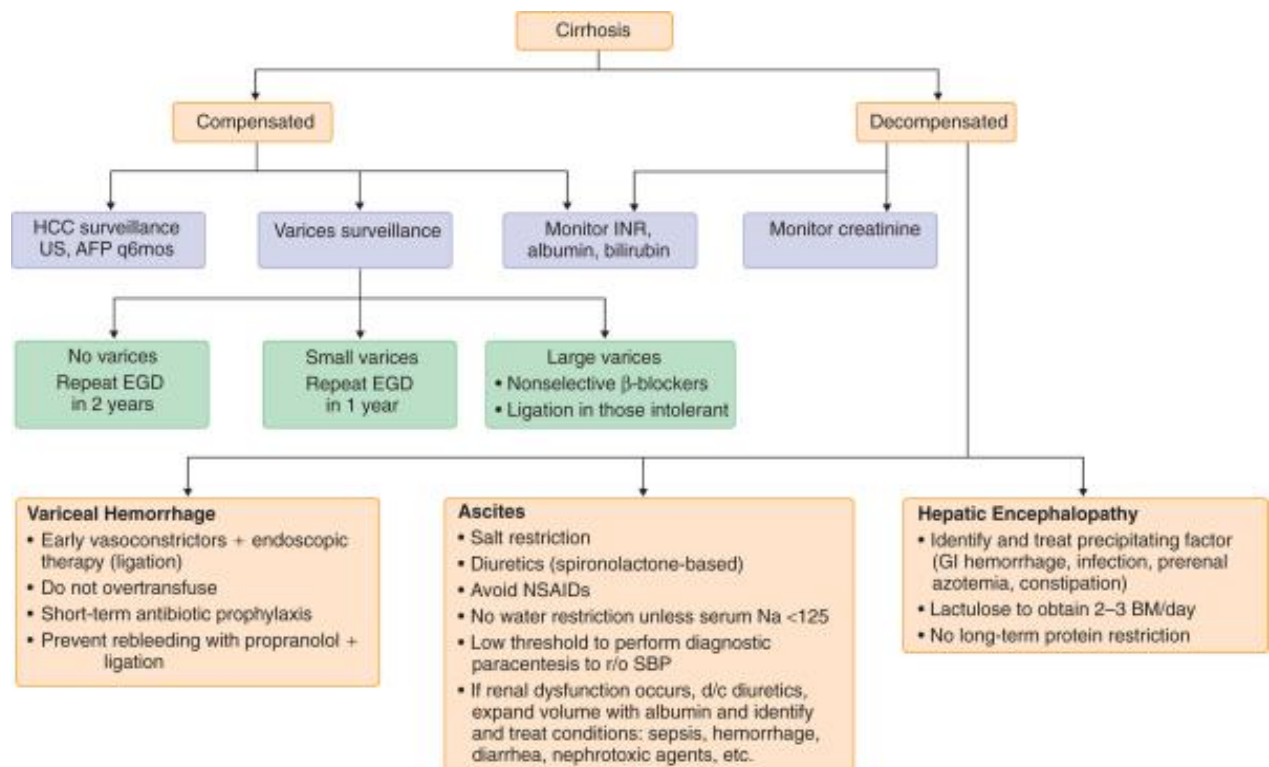 Cirrhosis
Compensated
Decompensated
HCC surveillance
US, AFP q6mos
Varices surveillance
Monitor INR,
albumin, bilirubin
Monitor creatinine
No varices
Repeat EGD
in 2 years
Small varices
Repeat EGD
in 1 year
Large varices
• Nonselective β-blockers
• Ligation in those intolerant
Variceal Hemorrhage
• Early vasoconstrictors + endoscopic
therapy (ligation)
• Do not overtransfuse
• Short-term antibiotic prophylaxis
• Prevent rebleeding with propranolol +
ligation
Ascites
• Salt restriction
• Diuretics (spironolactone-based)
• Avoid NSAIDs
• No water restriction unless serum Na <125
• Low threshold to perform diagnostic
paracentesis to r/o SBP
• If renal dysfunction occurs, d/c diuretics,
expand volume with albumin and identify
and treat conditions: sepsis, hemorrhage,
diarrhea, nephrotoxic agents, etc.
Hepatic Encephalopathy
• Identify and treat precipitating factor
(GI hemorrhage, infection, prerenal
azotemia, constipation)
• Lactulose to obtain 2–3 BM/day
• No long-term protein restriction